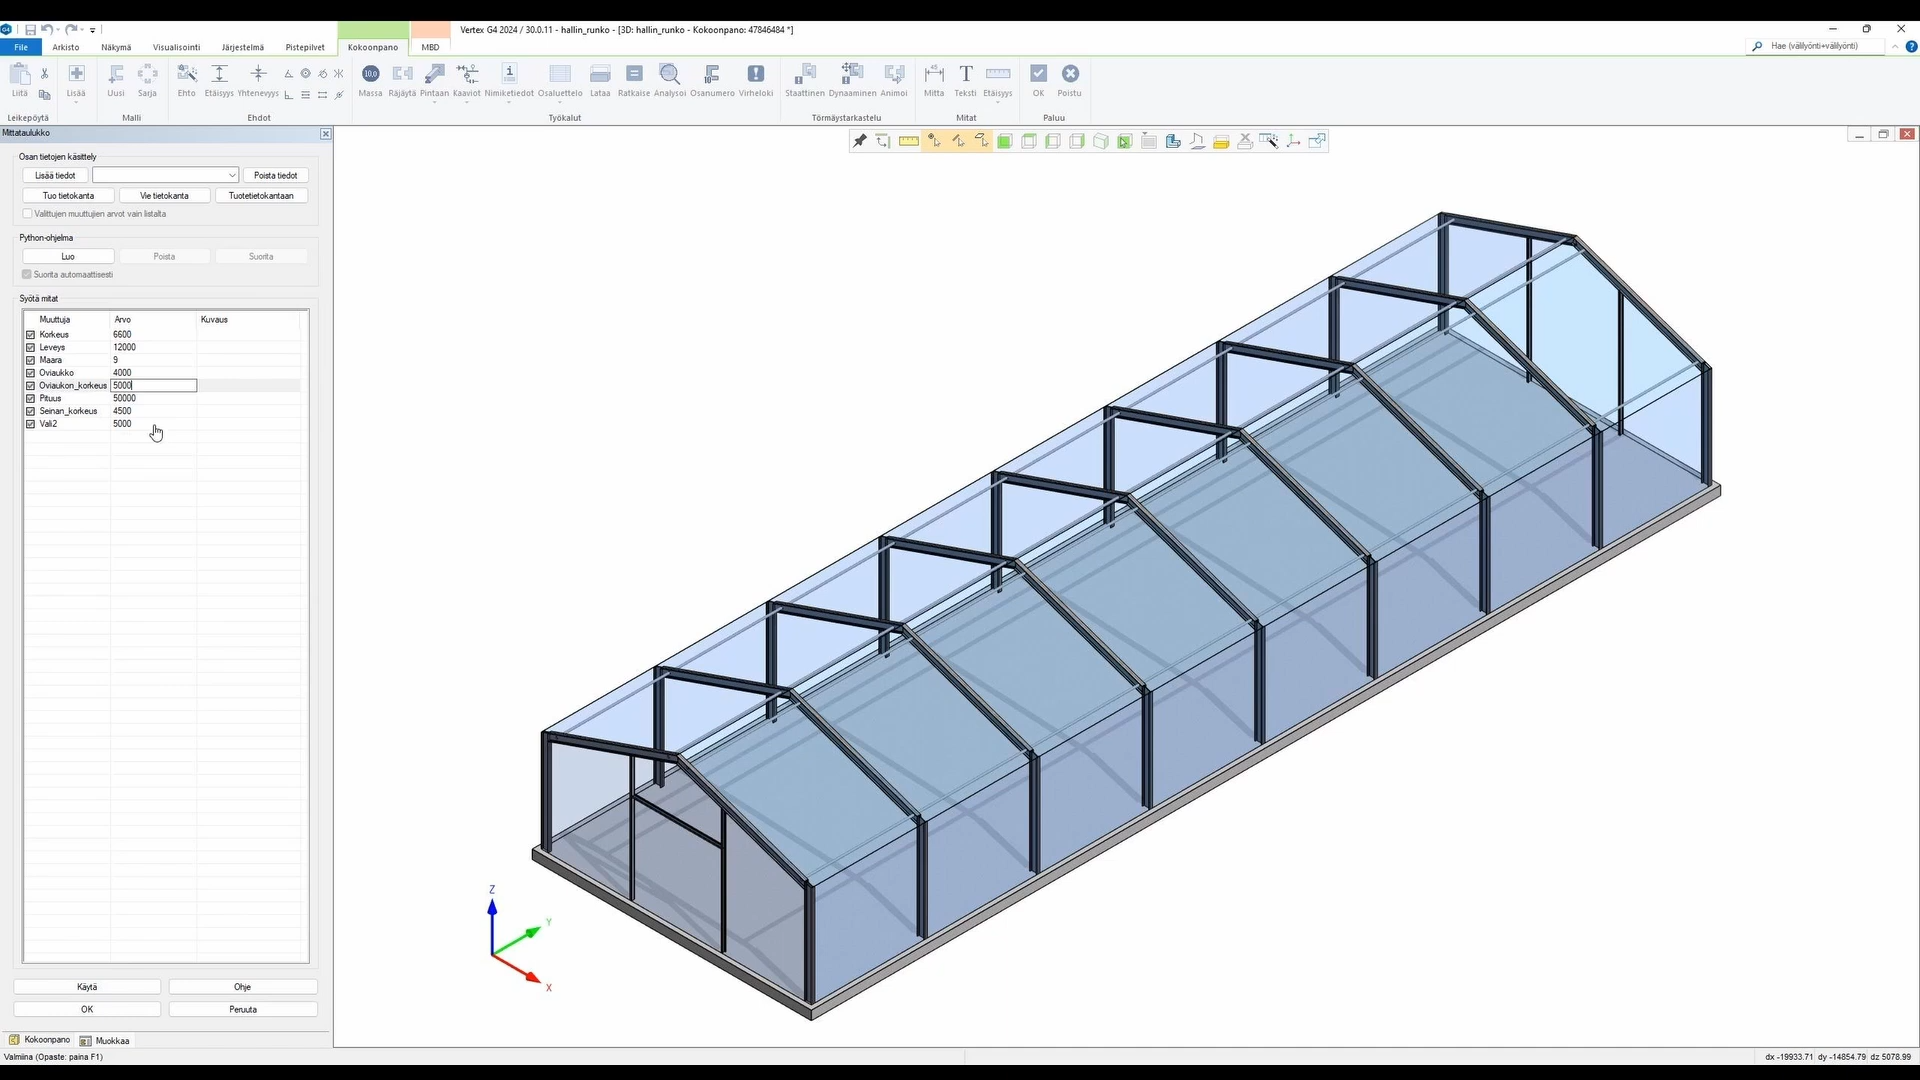 Vertex G4 2024 / 30.0.11 - hallin_runko - [3D: hallin_runko - Kokoonpano: 47846484 *]
File Arkisto Näkymä Visualisointi Järjestelmä Pistepilvet Kokoonpano MBD
Hae (välilyönti+välilyönti)
Liitä Lisää Uusi Sarja Ehto Etäisyys Yhtenevyys Massa Räjäytä Pintaan Kaaviot Nimiketiedot Osaluettelo Lataa Ratkaise Analysoi Osanumero Virheloki Staattinen Dynaaminen Animoi Mitta Teksti Etäisyys OK Poistu
Leikepöytä Malli Ehdot Työkalut Törmäystarkastelu Mitat Paluu
Mittataulukko
Osan tietojen käsittely
Lisää tiedot Poista tiedot
Tuo tietokanta Vie tietokanta Tuotetietokantaan
Valittujen muuttujien arvot vain listalta
Python-ohjelma
Luo Poista Suorita
Suorita automaattisesti
Syötä mitat
Muuttuja Arvo Kuvaus
Korkeus 6600
Leveys 12000
Maara 9
Oviaukko 4000
Oviaukon_korkeus 5000
Pituus 50000
Seinan_korkeus 4500
Vali2 5000
Z
Y
X
Käytä Ohje
OK Peruuta
Kokoonpano Muokkaa
Valmiina (Opaste: paina F1)
dx -19933.71 dy -14854.79 dz 5078.99